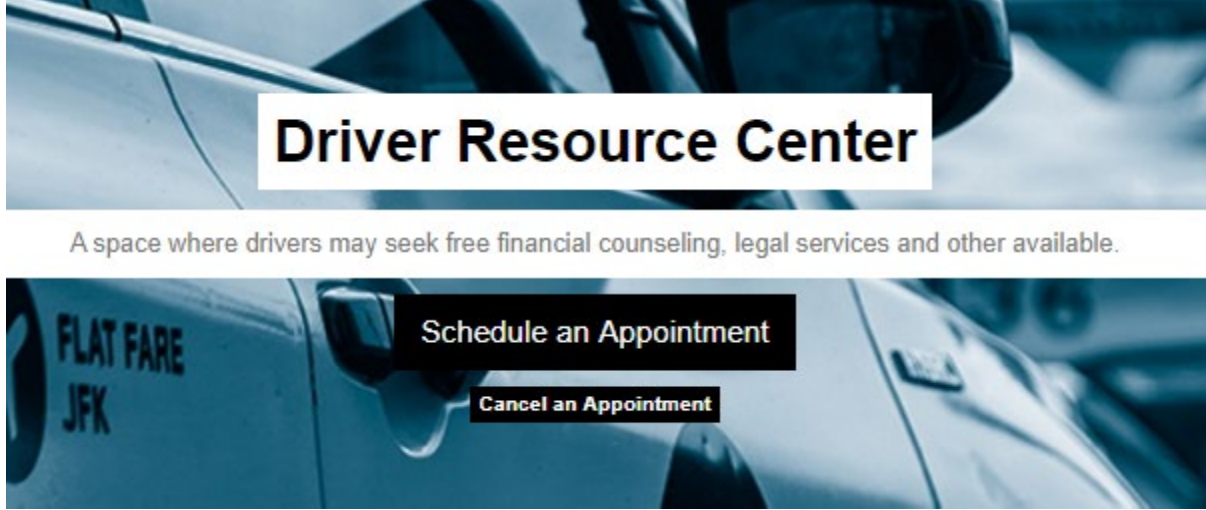 Driver Resource Center
A space where drivers may seek free financial counseling, legal services and other available.
Schedule an Appointment
FLAT FARE
JFK
Cancel an Appointment